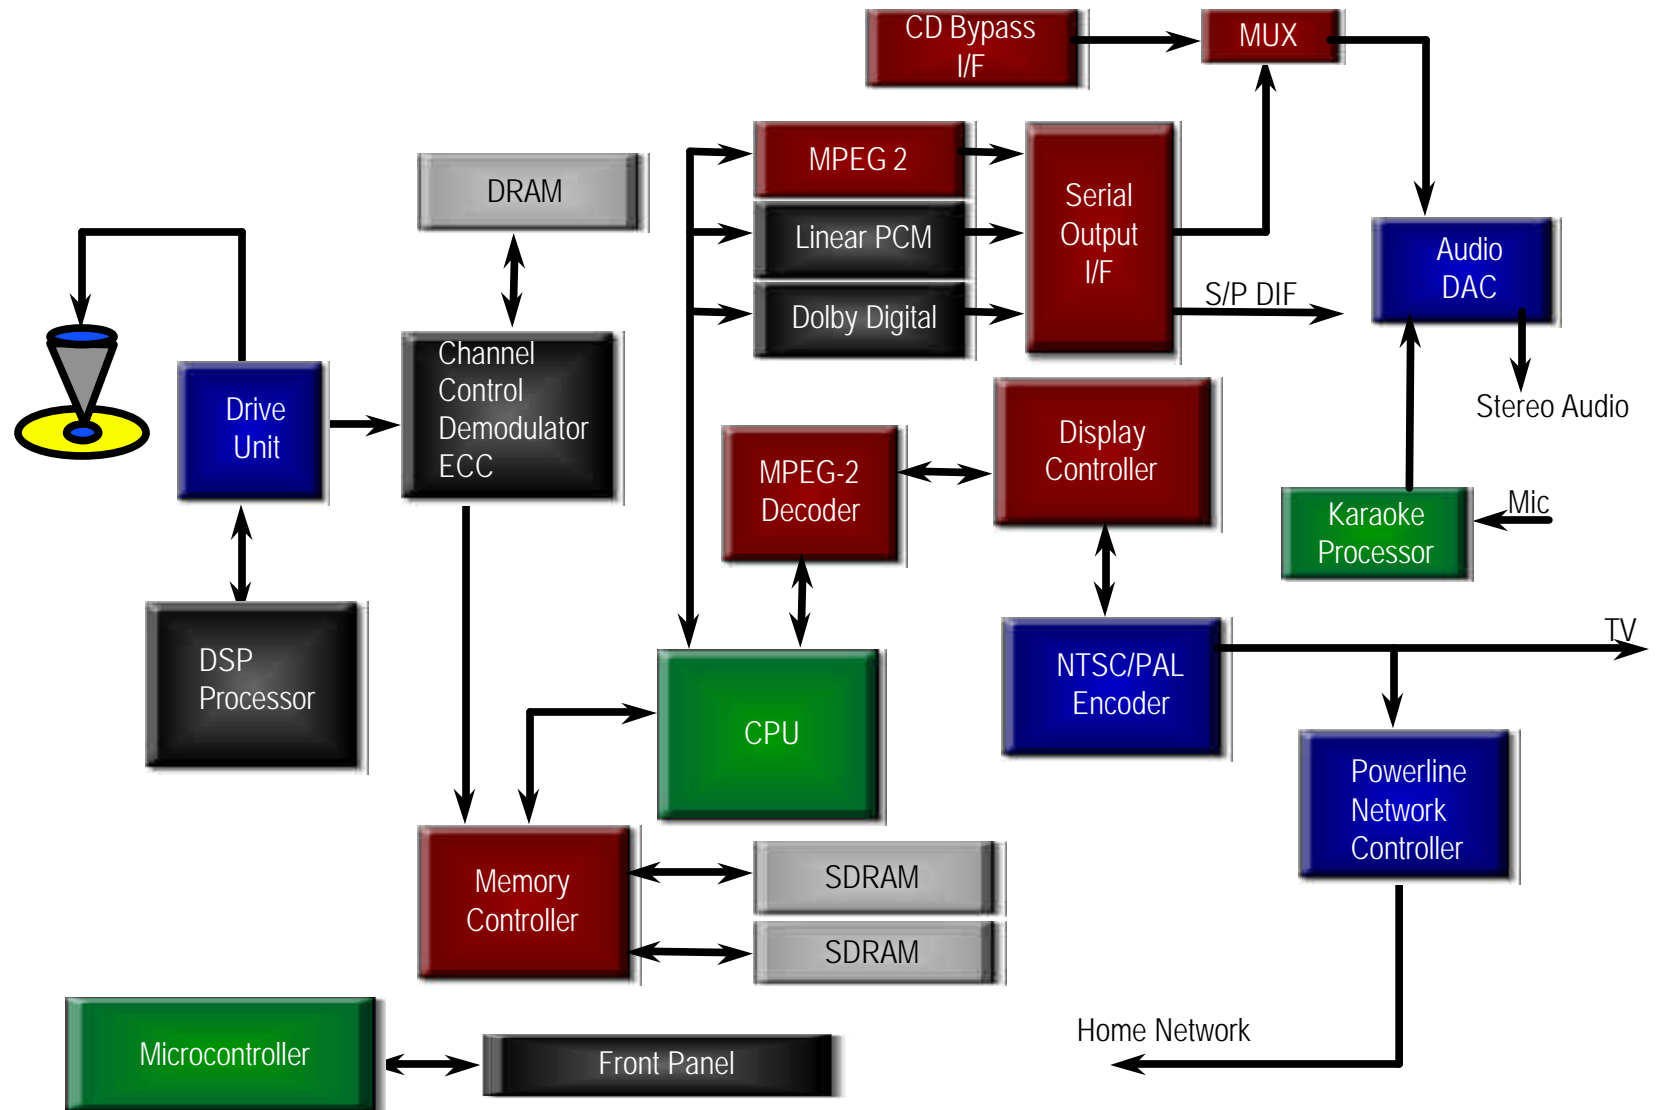 CD Bypass
I/F
MUX
MPEG 2
Linear PCM
Dolby Digital
Serial
Output
I/F
S/P DIF
Audio
DAC
Stereo Audio
DRAM
Channel
Control
Demodulator
ECC
Drive
Unit
DSP
Processor
MPEG-2
Decoder
Display
Controller
Karaoke
Processor
Mic
NTSC/PAL
Encoder
TV
CPU
Powerline
Network
Controller
Memory
Controller
SDRAM
SDRAM
Home Network
Microcontroller
Front Panel